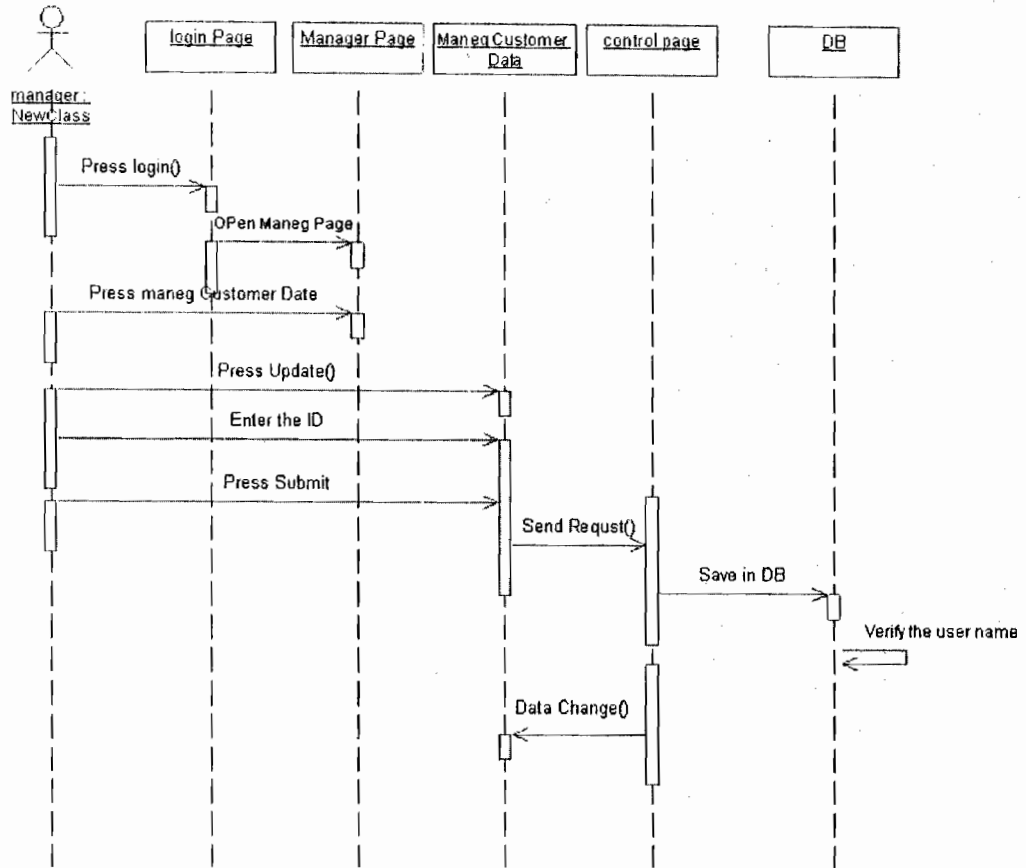 login Page
Manager Page
Maneg Customer
Data
control page
DB
manager :
NewClass
Press login()
OPen Maneg Page
Press maneg Customer Date
Press Update()
Enter the ID
Press Submit
Send Requst()
Save in DB
Verify the user name
Data Change()